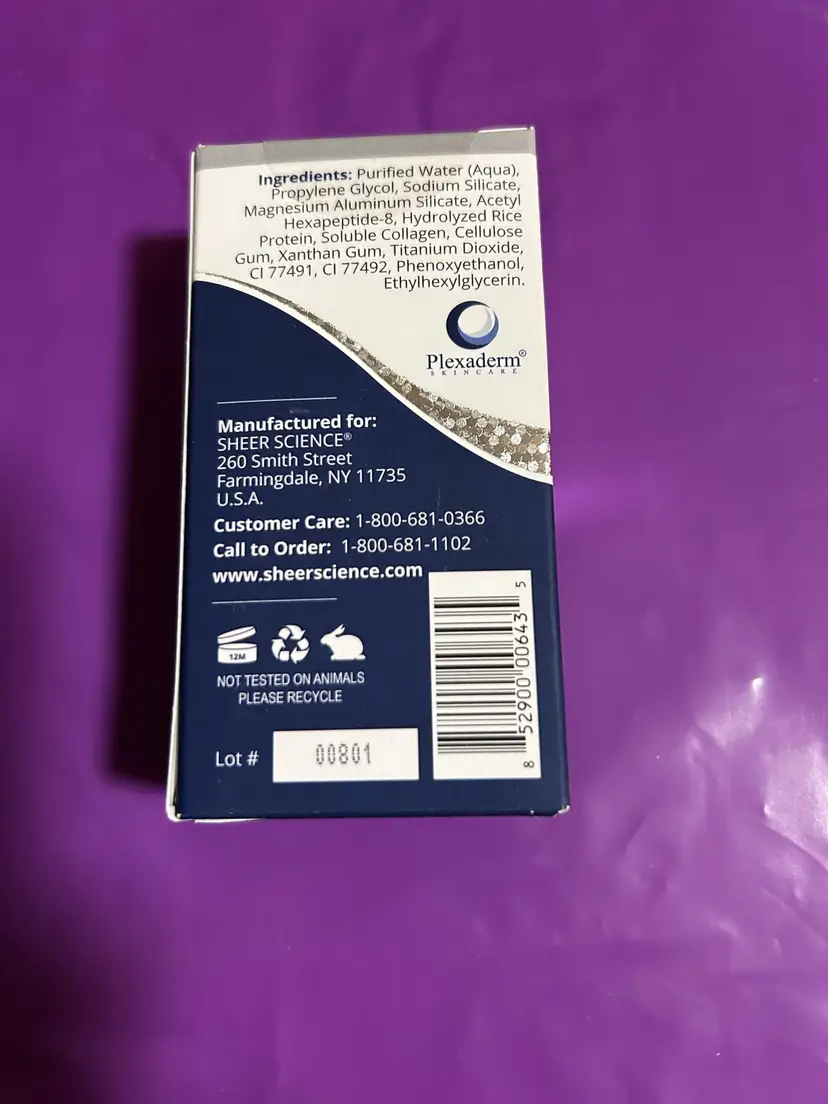 Ingredients: Purified Water (Aqua),
Propylene Glycol, Sodium Silicate,
Magnesium Aluminum Silicate, Acetyl
Hexapeptide-8, Hydrolyzed Rice
Protein, Soluble Collagen, Cellulose
Gum, Xanthan Gum, Titanium Dioxide,
CI 77491, CI 77492, Phenoxyethanol,
Ethylhexylglycerin.
Plexaderm®
SKINCARE
Manufactured for:
SHEER SCIENCE®
260 Smith Street
Farmingdale, NY 11735
U.S.A.
Customer Care: 1-800-681-0366
Call to Order: 1-800-681-1102
www.sheerscience.com
12M
NOT TESTED ON ANIMALS
PLEASE RECYCLE
Lot # 00801
8 52900 00643 5